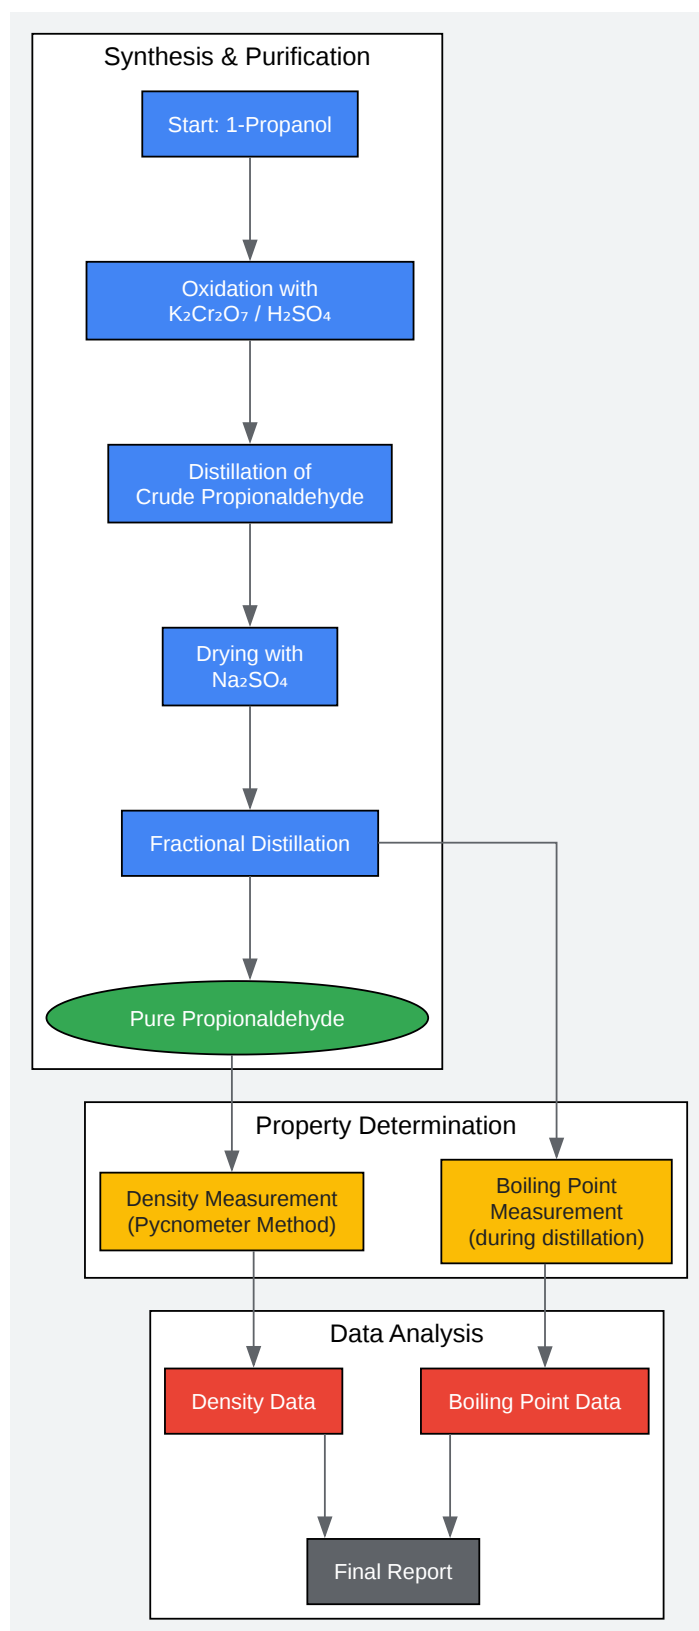 Synthesis & Purification
Start: 1-Propanol
Oxidation with
K₂Cr₂O₇ / H₂SO₄
Distillation of
Crude Propionaldehyde
Drying with
Na₂SO₄
Fractional Distillation
Pure Propionaldehyde
Property Determination
Density Measurement
(Pycnometer Method)
Boiling Point
Measurement
(during distillation)
Data Analysis
Density Data
Boiling Point Data
Final Report